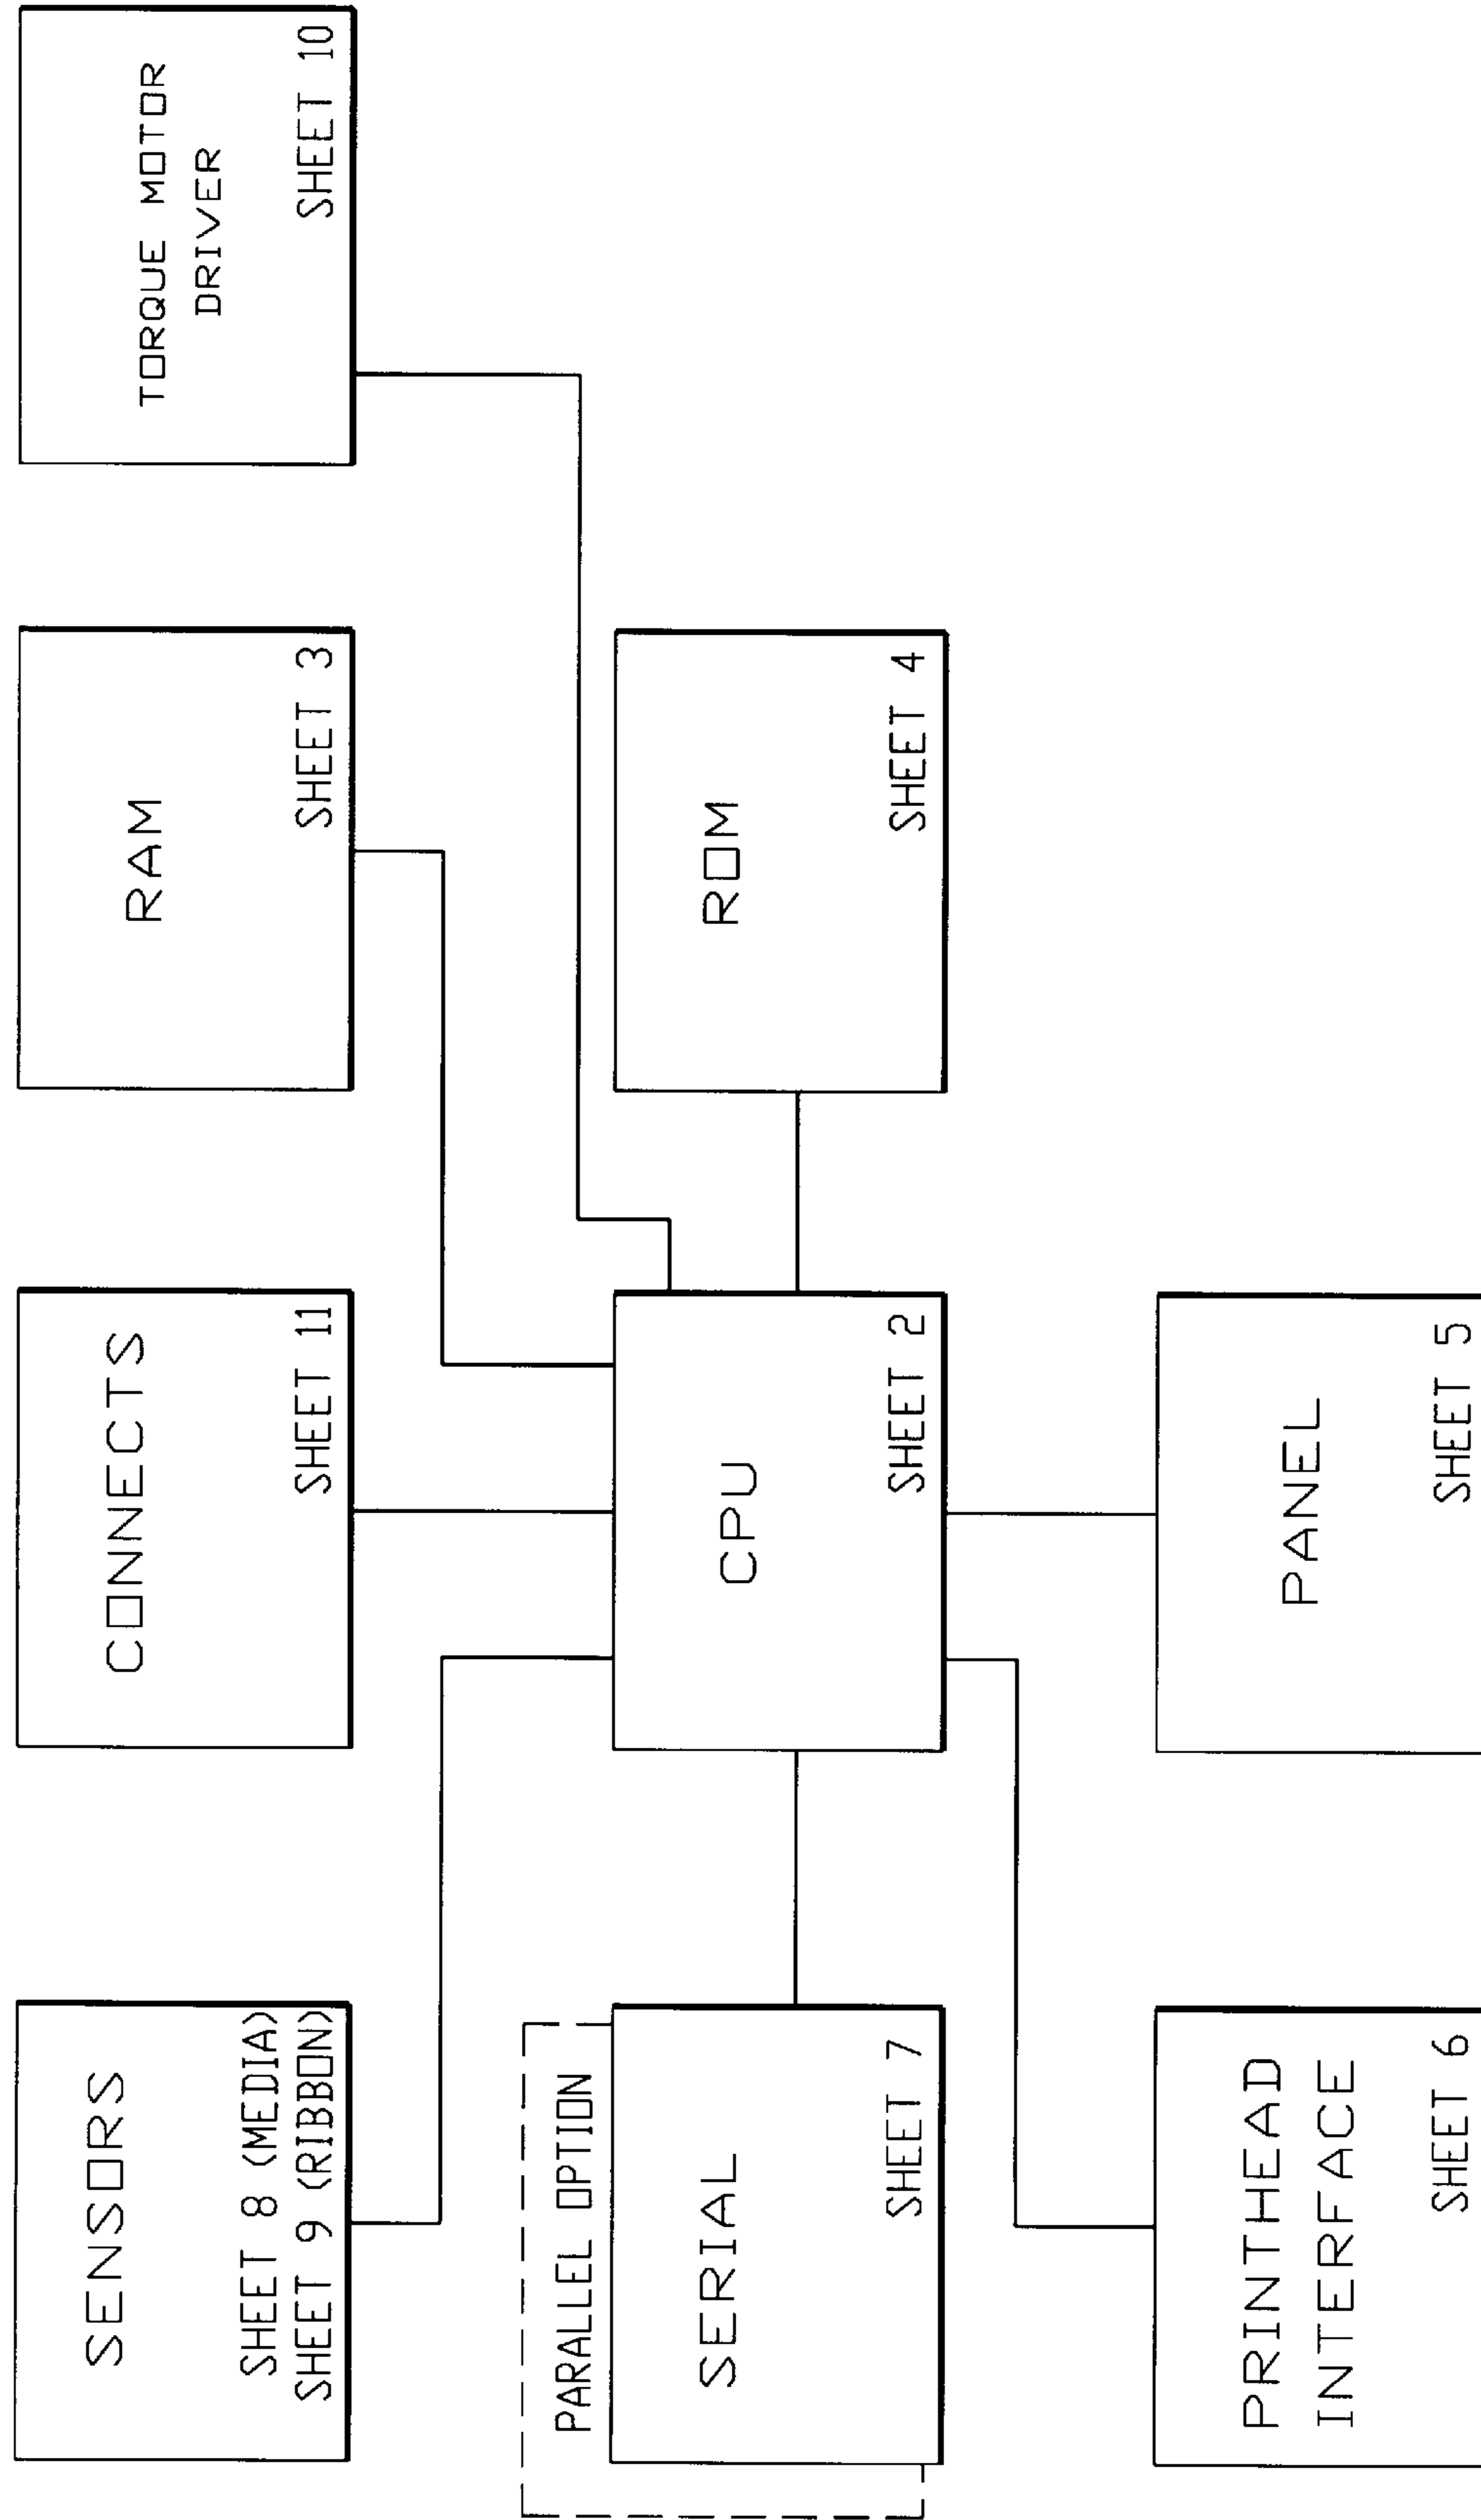 SENSORS
SHEET 8 (MEDIA)
SHEET 9 (RIBBON)
CONNECTS
SHEET 11
RAM
SHEET 3
TORQUE MOTOR
DRIVER
SHEET 10
PARALLEL OPTION
SERIAL
SHEET 7
CPU
SHEET 2
ROM
SHEET 4
PRINTHEAD
INTERFACE
SHEET 6
PANEL
SHEET 5